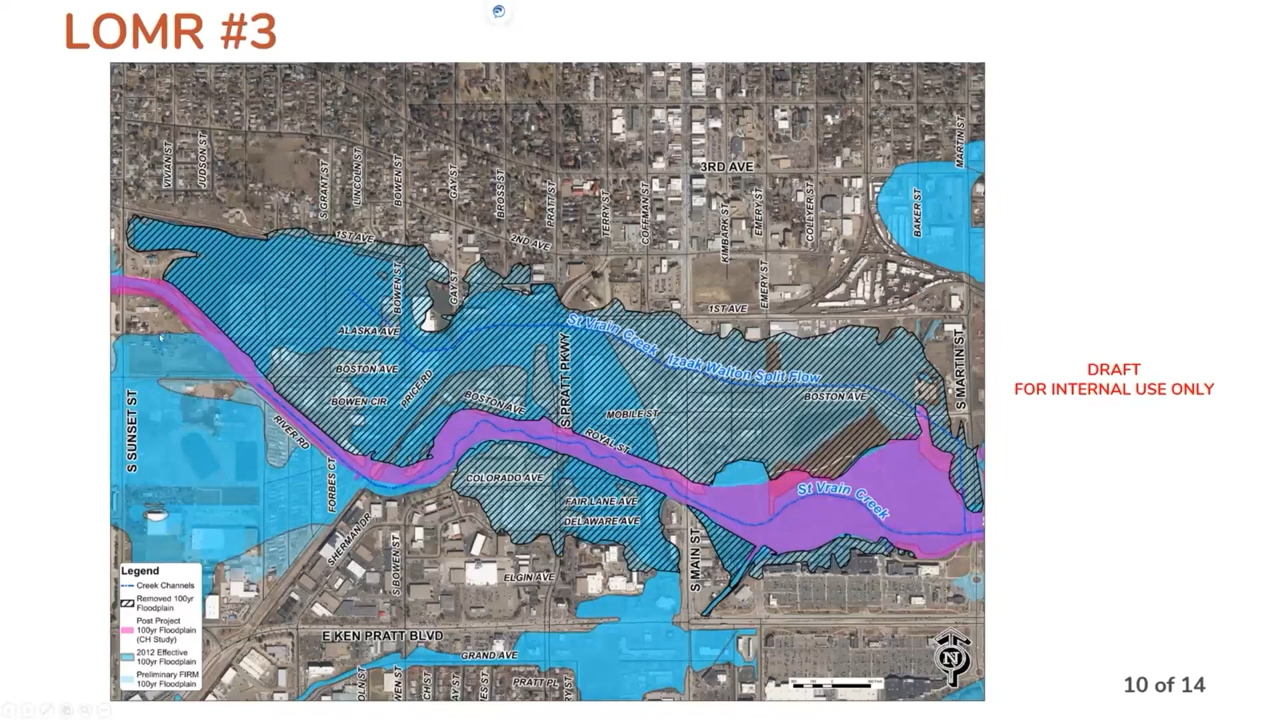 LOMR #3
MARTIN ST
3RD AVE
VIVIAN ST
JUDSON ST
S GRANT ST
LINCOLN ST
BOWEN ST
GAY ST
BROSS ST
PRATT ST
TERRY ST
COFFMAN ST
KIMBARK ST
EMERY ST
COLLYER ST
BAKER ST
1ST AVE
2ND AVE
BOWEN ST
GAY ST
EMERY ST
1ST AVE
ALASKA AVE
St Vrain Creek
Izaak Walton Split Flow
S PRATT PKWY
S MARTIN ST
BOSTON AVE
PRICE RD
BOWEN CIR
BOSTON AVE
BOSTON AVE
MOBILE ST
S SUNSET ST
RIVER RD
ROYAL ST
FORBES CT
COLORADO AVE
St Vrain Creek
FAIR LANE AVE
DELAWARE AVE
SHERMAN DR
S BOWEN ST
S MAIN ST
ELGIN AVE
E KEN PRATT BLVD
GRAND AVE
PRATT PL
Legend
Creek Channels
Removed 100yr
Floodplain
Post Project
100yr Floodplain
(CH Study)
2012 Effective
100yr Floodplain
Preliminary FIRM
100yr Floodplain
N
DRAFT
FOR INTERNAL USE ONLY
10 of 14